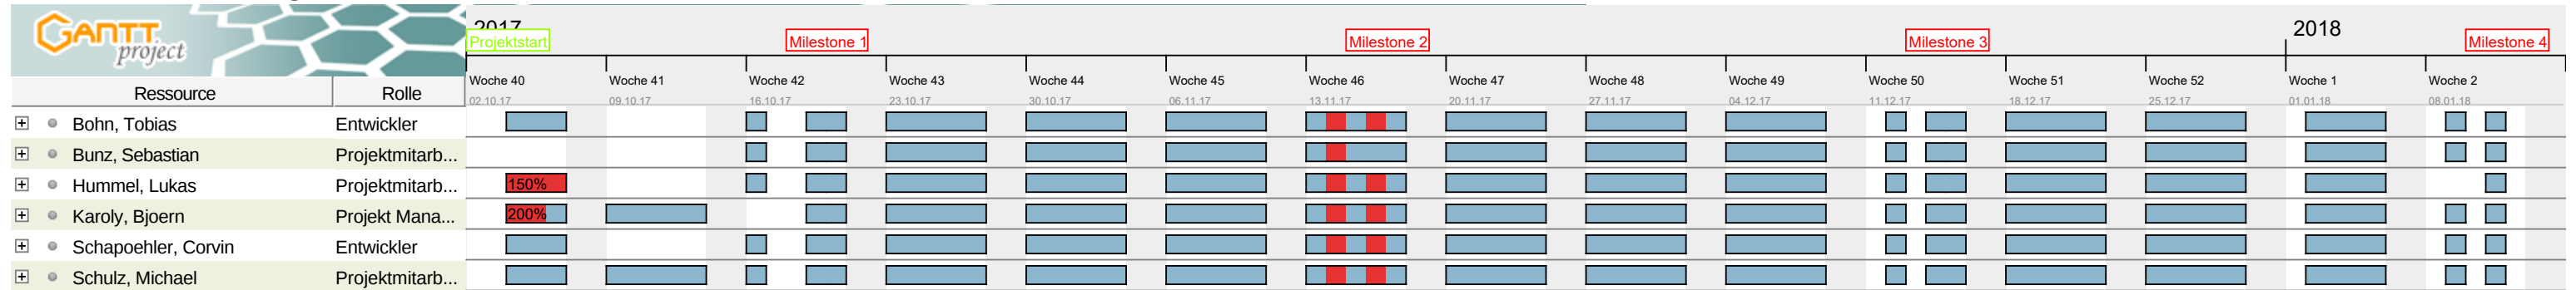 GANTT project
2017
2018
Projektstart Milestone 1 Milestone 2 Milestone 3 Milestone 4
Woche 40 Woche 41 Woche 42 Woche 43 Woche 44 Woche 45 Woche 46 Woche 47 Woche 48 Woche 49 Woche 50 Woche 51 Woche 52 Woche 1 Woche 2
Ressource Rolle
02.10.17 09.10.17 16.10.17 23.10.17 30.10.17 06.11.17 13.11.17 20.11.17 27.11.17 04.12.17 11.12.17 18.12.17 25.12.17 01.01.18 08.01.18
Bohn, Tobias Entwickler
Bunz, Sebastian Projektmitarb...
Hummel, Lukas Projektmitarb... 150%
Karoly, Bjoern Projekt Mana... 200%
Schapoehler, Corvin Entwickler
Schulz, Michael Projektmitarb...